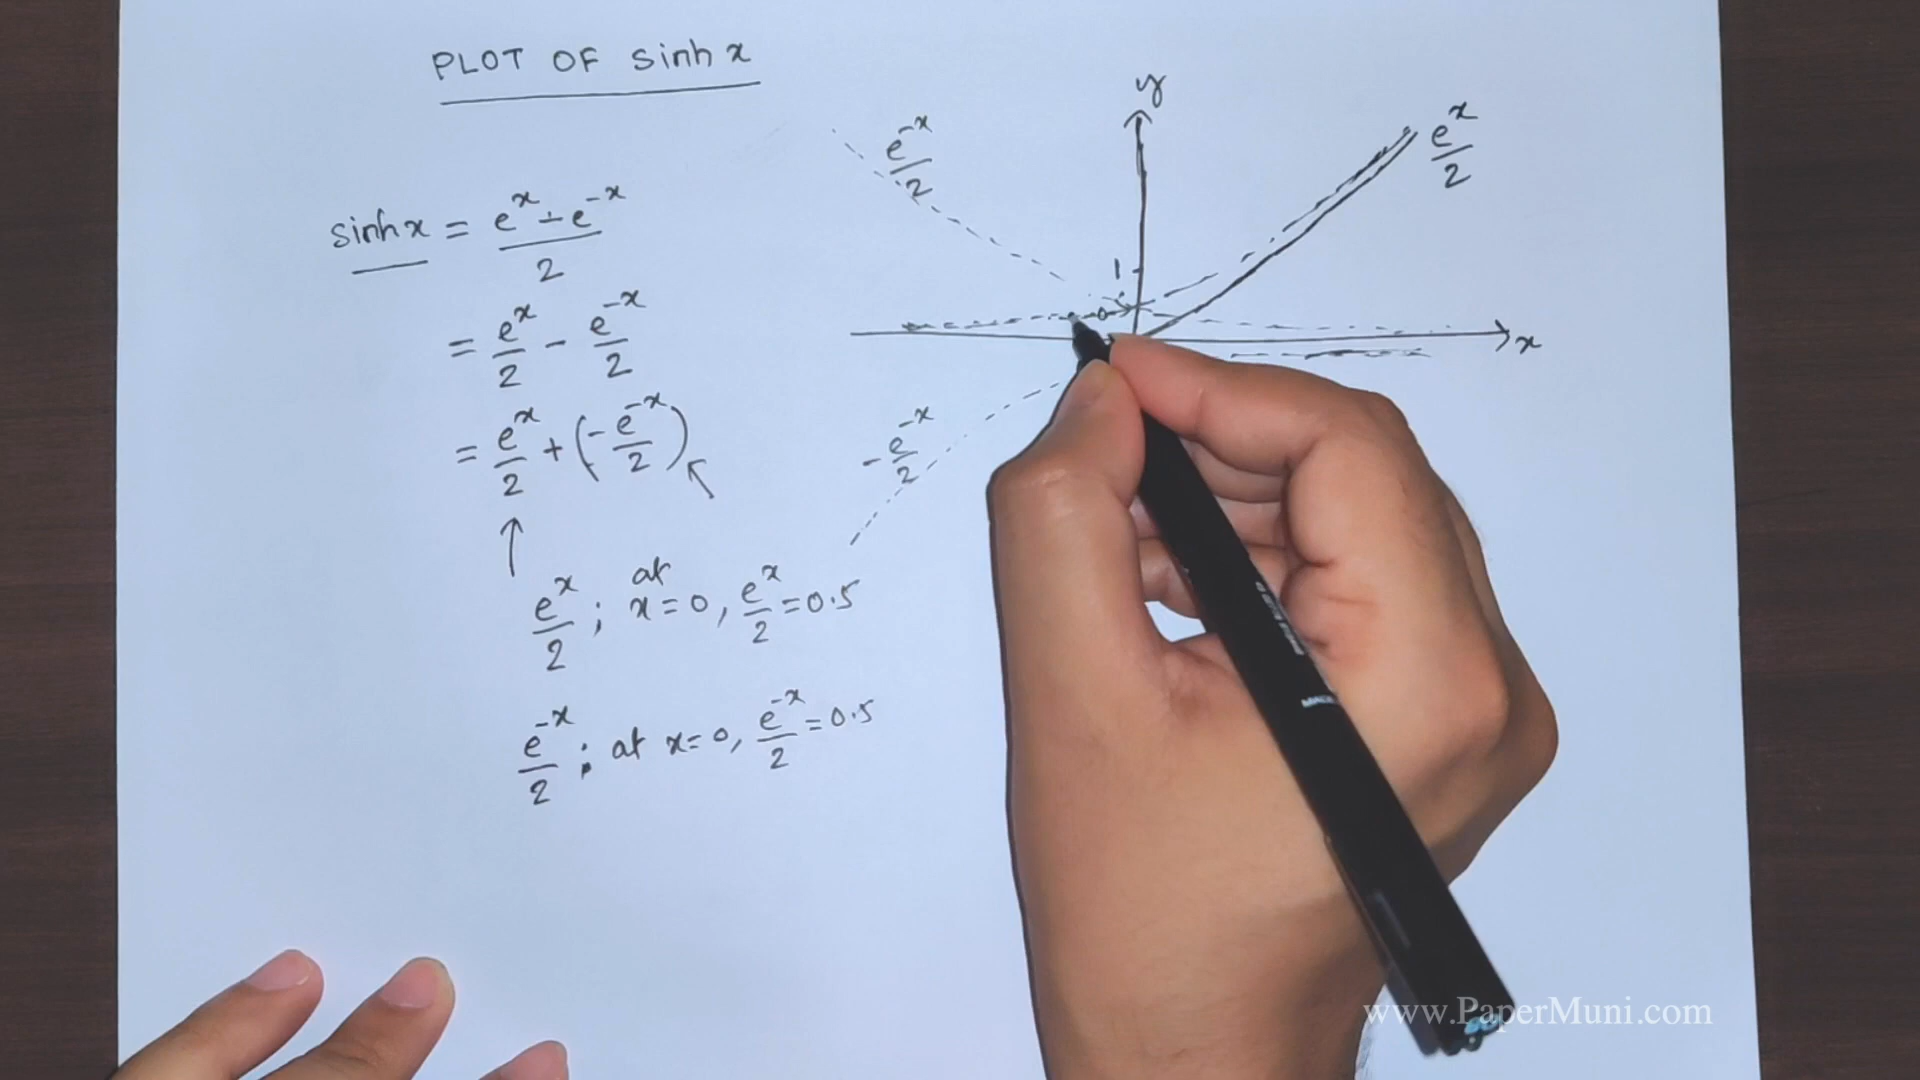 PLOT OF sinh x
sinh x = (e^x ∸ e^-x)/2
= e^x/2 - e^-x/2
= e^x/2 + (-e^-x/2)
e^x/2 ; at x=0, e^x/2 = 0.5
e^-x/2 ; at x=0, e^-x/2 = 0.5
y
e^-x/2
e^x/2
1
x
-e^-x/2
www.PaperMuni.com